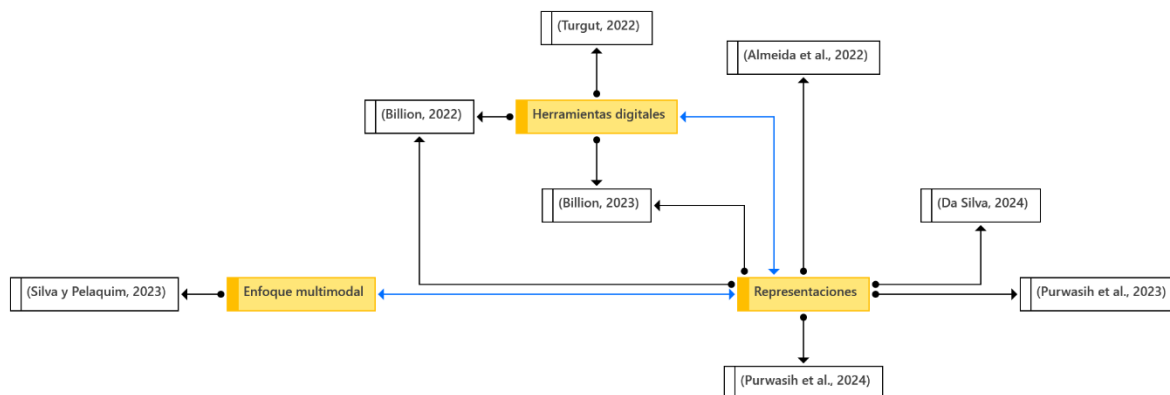 (Turgut, 2022)
(Almeida et al., 2022)
(Billion, 2022)
Herramientas digitales
(Billion, 2023)
(Da Silva, 2024)
(Silva y Pelaquim, 2023)
Enfoque multimodal
Representaciones
(Purwasih et al., 2023)
(Purwasih et al., 2024)